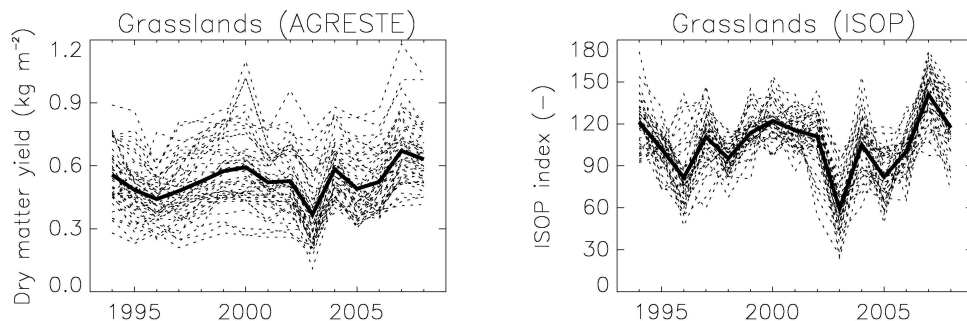 Grasslands (AGRESTE)
Dry matter yield (kg m⁻²)
1.2
0.9
0.6
0.3
0.0
1995 2000 2005
Grasslands (ISOP)
ISOP index (−)
180
150
120
90
60
30
0
1995 2000 2005